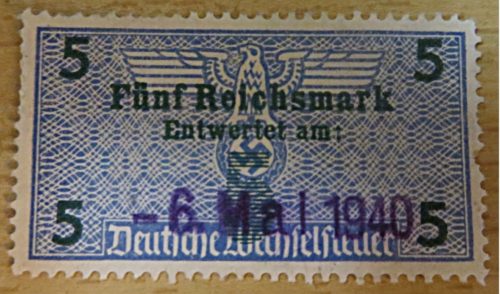 5 5
Fünf Reichsmark
Entwertet am:
- 6. Mai 1940
5 5
Deutsche Wechselsteuer